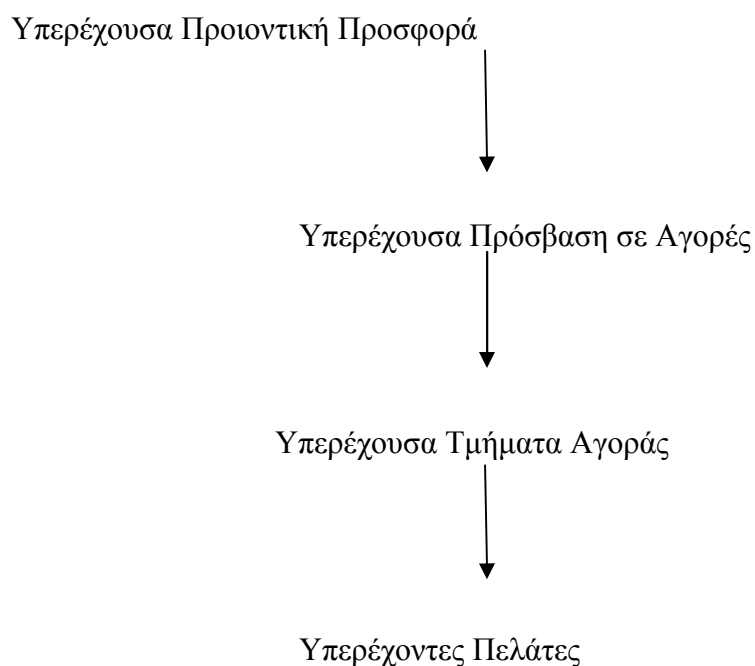 Υπερέχουσα Προιοντική Προσφορά
Υπερέχουσα Πρόσβαση σε Αγορές
Υπερέχουσα Τμήματα Αγοράς
Υπερέχοντες Πελάτες